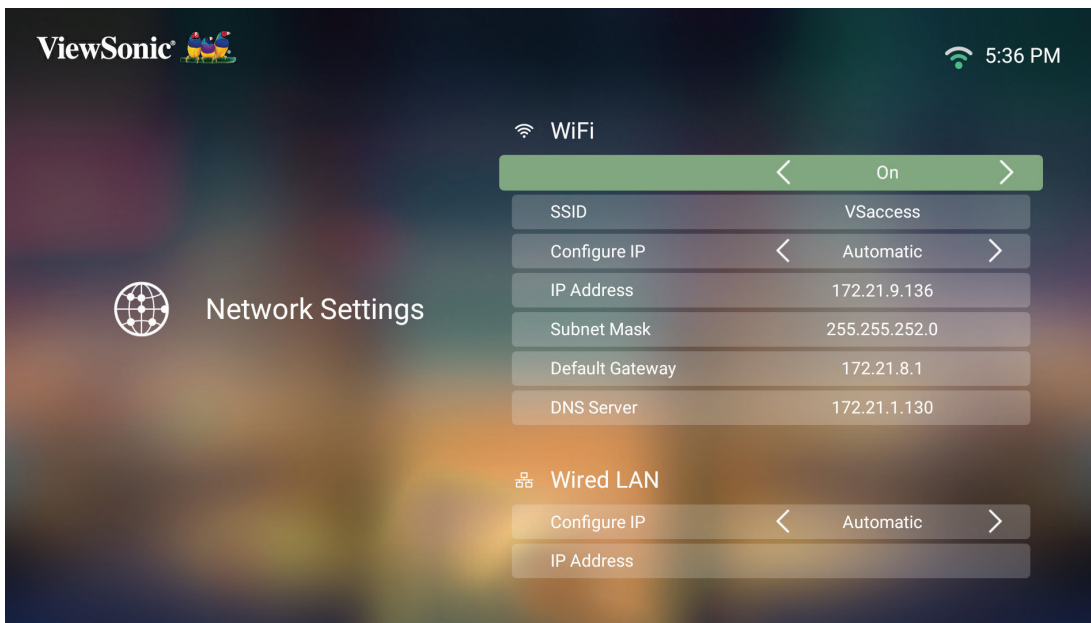 ViewSonic®
5:36 PM
WiFi
On
SSID VSaccess
Configure IP Automatic
IP Address 172.21.9.136
Subnet Mask 255.255.252.0
Default Gateway 172.21.8.1
DNS Server 172.21.1.130
Network Settings
Wired LAN
Configure IP Automatic
IP Address